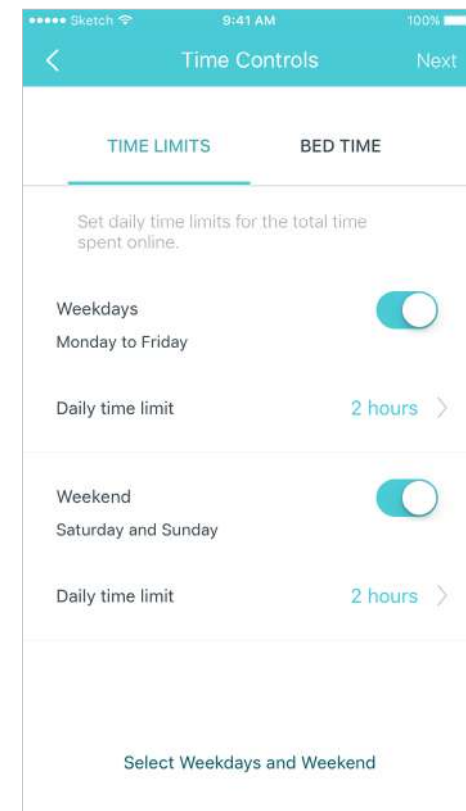 ••••• Sketch 9:41 AM 100%
Time Controls Next
TIME LIMITS BED TIME
Set daily time limits for the total time
spent online.
Weekdays
Monday to Friday
Daily time limit 2 hours
Weekend
Saturday and Sunday
Daily time limit 2 hours
Select Weekdays and Weekend